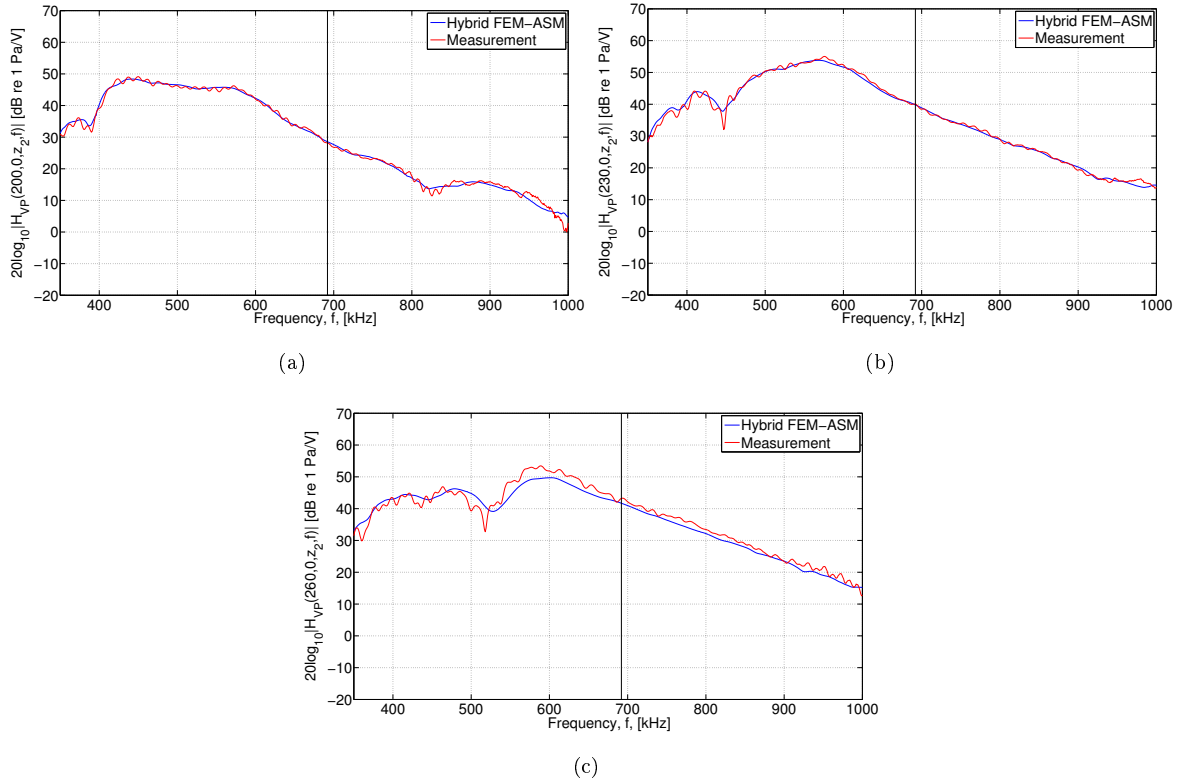 70
60
50
40
30
20
10
0
−10
−20
400 500 600 700 800 900 1000
Frequency, f, [kHz]
20log10|HVP(200,0,z2,f)| [dB re 1 Pa/V]
Hybrid FEM−ASM
Measurement
(a)
70
60
50
40
30
20
10
0
−10
−20
400 500 600 700 800 900 1000
Frequency, f, [kHz]
20log10|HVP(230,0,z2,f)| [dB re 1 Pa/V]
Hybrid FEM−ASM
Measurement
(b)
70
60
50
40
30
20
10
0
−10
−20
400 500 600 700 800 900 1000
Frequency, f, [kHz]
20log10|HVP(260,0,z2,f)| [dB re 1 Pa/V]
Hybrid FEM−ASM
Measurement
(c)